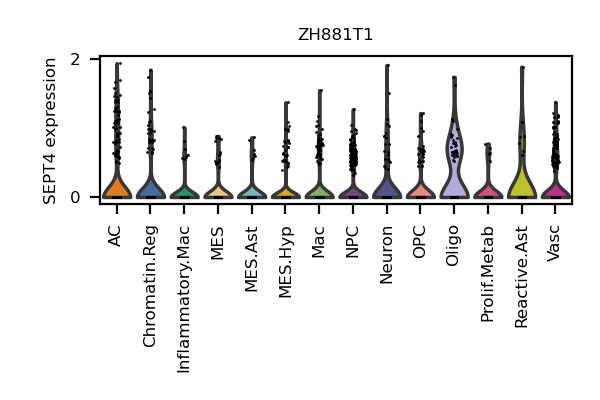 ZH881T1
SEPT4 expression
2
0
AC
Chromatin.Reg
Inflammatory.Mac
MES
MES.Ast
MES.Hyp
Mac
NPC
Neuron
OPC
Oligo
Prolif.Metab
Reactive.Ast
Vasc